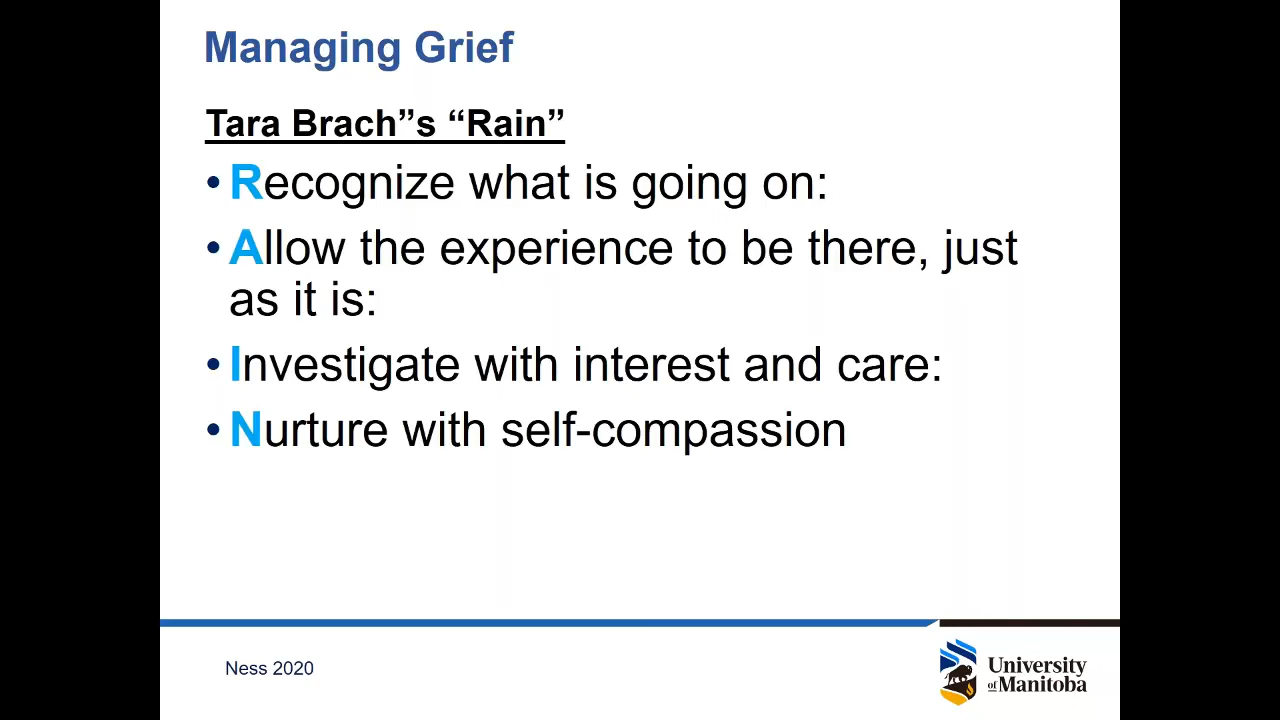 Managing Grief
Tara Brach”s “Rain”
•Recognize what is going on:
•Allow the experience to be there, just
as it is:
•Investigate with interest and care:
•Nurture with self-compassion
Ness 2020
University
of Manitoba